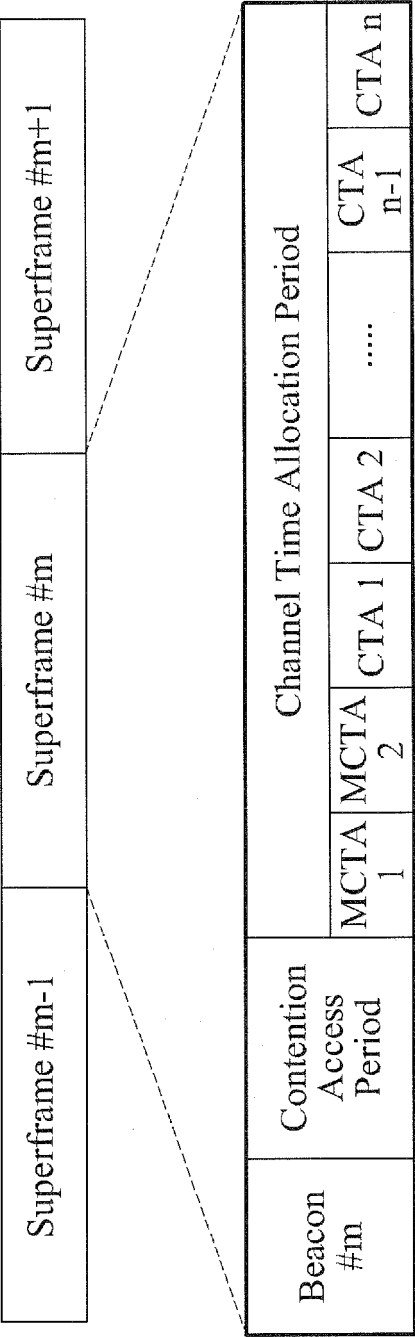 Superframe #m-1
Superframe #m
Superframe #m+1
Beacon
#m
Contention
Access
Period
Channel Time Allocation Period
MCTA
1
MCTA
2
CTA 1
CTA 2
.....
CTA
n-1
CTA n